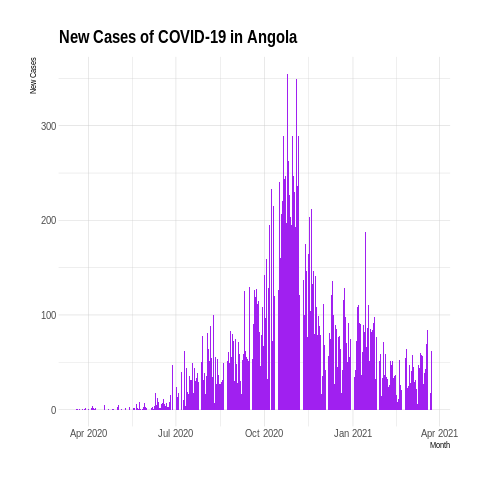 New Cases of COVID-19 in Angola
New Cases
300
200
100
0
Apr 2020 Jul 2020 Oct 2020 Jan 2021 Apr 2021
Month